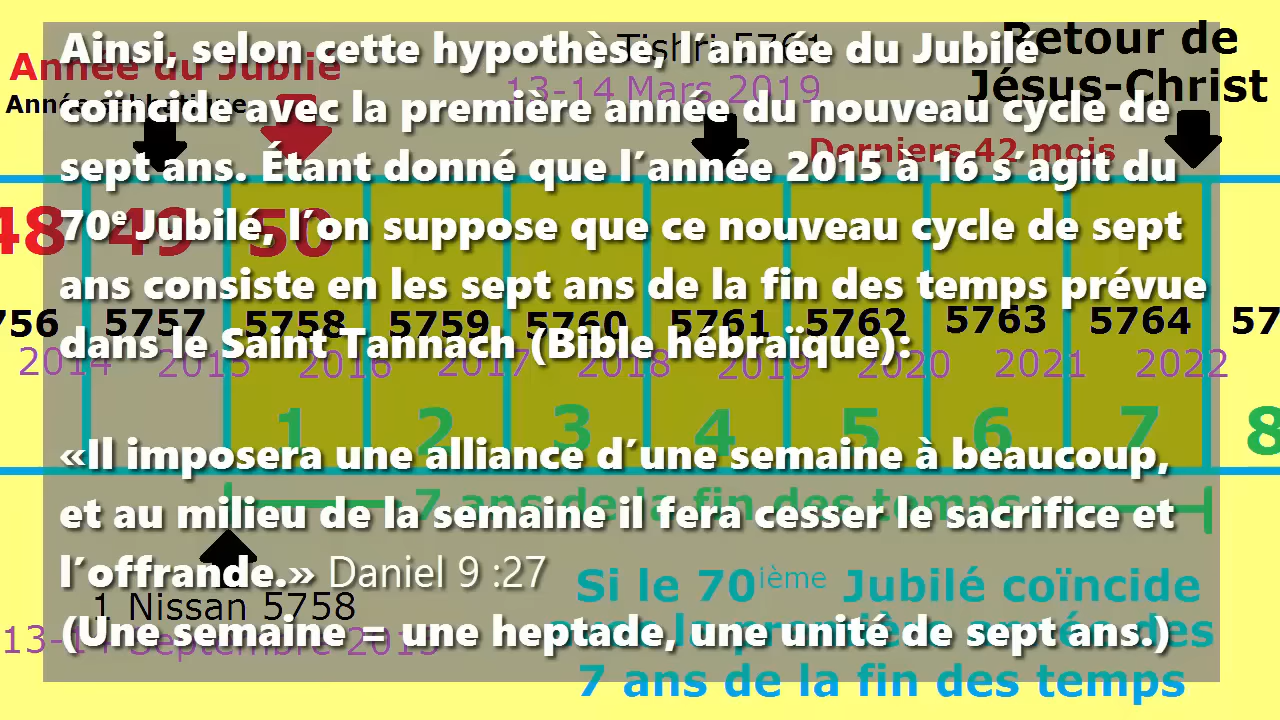 Ainsi, selon cette hypothèse, l´année du Jubilé
coïncide avec la première année du nouveau cycle de
sept ans. Étant donné que l´année 2015 à 16 s´agit du
70e Jubilé, l´on suppose que ce nouveau cycle de sept
ans consiste en les sept ans de la fin des temps prévue
dans le Saint Tannach (Bible hébraïque):
«Il imposera une alliance d´une semaine à beaucoup,
et au milieu de la semaine il fera cesser le sacrifice et
l´offrande.» Daniel 9 :27
(Une semaine = une heptade, une unité de sept ans.)
Année du Jubilé
Tishri 5761
13-14 Mars 2019
Retour de
Jésus-Christ
Derniers 42 mois
48 49 50
756 5757 5758 5759 5760 5761 5762 5763 5764 57
2014 2015 2016 2017 2018 2019 2020 2021 2022
1 2 3 4 5 6 7 8
7 ans de la fin des temps
1 Nissan 5758
13-14 Septembre 2015
Si le 70ième Jubilé coïncide
des
7 ans de la fin des temps